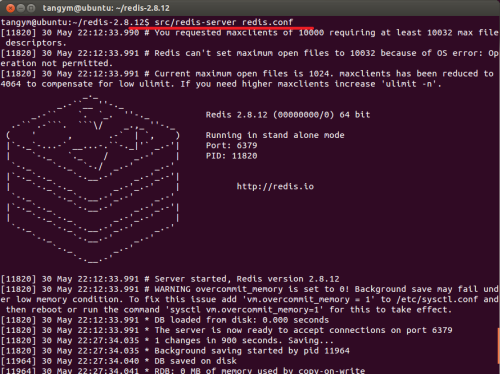 tangym@ubuntu: ~/redis-2.8.12
tangym@ubuntu:~/redis-2.8.12$ src/redis-server redis.conf
[11820] 30 May 22:12:33.990 # You requested maxclients of 10000 requiring at least 10032 max file
 descriptors.
[11820] 30 May 22:12:33.991 # Redis can't set maximum open files to 10032 because of OS error: Op
eration not permitted.
[11820] 30 May 22:12:33.991 # Current maximum open files is 1024. maxclients has been reduced to
4064 to compensate for low ulimit. If you need higher maxclients increase 'ulimit -n'.
Redis 2.8.12 (00000000/0) 64 bit
Running in stand alone mode
Port: 6379
PID: 11820
http://redis.io
[11820] 30 May 22:12:33.991 # Server started, Redis version 2.8.12
[11820] 30 May 22:12:33.991 # WARNING overcommit_memory is set to 0! Background save may fail und
er low memory condition. To fix this issue add 'vm.overcommit_memory = 1' to /etc/sysctl.conf and
 then reboot or run the command 'sysctl vm.overcommit_memory=1' for this to take effect.
[11820] 30 May 22:12:33.991 * DB loaded from disk: 0.000 seconds
[11820] 30 May 22:12:33.991 * The server is now ready to accept connections on port 6379
[11820] 30 May 22:27:34.035 * 1 changes in 900 seconds. Saving...
[11820] 30 May 22:27:34.035 * Background saving started by pid 11964
[11964] 30 May 22:27:34.040 * DB saved on disk
[11964] 30 May 22:27:34.041 * RDB: 0 MB of memory used by copy-on-write